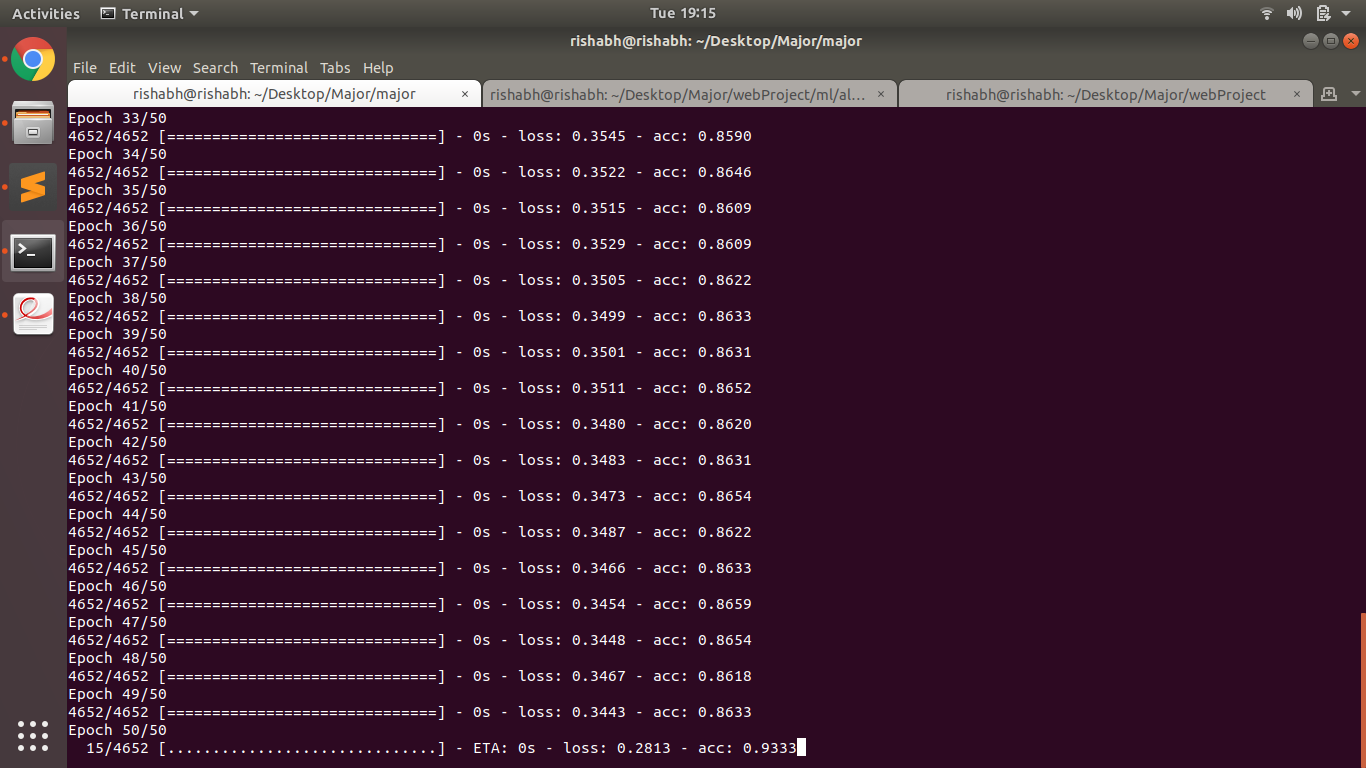 Activities Terminal Tue 19:15
rishabh@rishabh: ~/Desktop/Major/major
File Edit View Search Terminal Tabs Help
rishabh@rishabh: ~/Desktop/Major/major × rishabh@rishabh: ~/Desktop/Major/webProject/ml/al... × rishabh@rishabh: ~/Desktop/Major/webProject ×
Epoch 33/50
4652/4652 [==============================] - 0s - loss: 0.3545 - acc: 0.8590
Epoch 34/50
4652/4652 [==============================] - 0s - loss: 0.3522 - acc: 0.8646
Epoch 35/50
4652/4652 [==============================] - 0s - loss: 0.3515 - acc: 0.8609
Epoch 36/50
4652/4652 [==============================] - 0s - loss: 0.3529 - acc: 0.8609
Epoch 37/50
4652/4652 [==============================] - 0s - loss: 0.3505 - acc: 0.8622
Epoch 38/50
4652/4652 [==============================] - 0s - loss: 0.3499 - acc: 0.8633
Epoch 39/50
4652/4652 [==============================] - 0s - loss: 0.3501 - acc: 0.8631
Epoch 40/50
4652/4652 [==============================] - 0s - loss: 0.3511 - acc: 0.8652
Epoch 41/50
4652/4652 [==============================] - 0s - loss: 0.3480 - acc: 0.8620
Epoch 42/50
4652/4652 [==============================] - 0s - loss: 0.3483 - acc: 0.8631
Epoch 43/50
4652/4652 [==============================] - 0s - loss: 0.3473 - acc: 0.8654
Epoch 44/50
4652/4652 [==============================] - 0s - loss: 0.3487 - acc: 0.8622
Epoch 45/50
4652/4652 [==============================] - 0s - loss: 0.3466 - acc: 0.8633
Epoch 46/50
4652/4652 [==============================] - 0s - loss: 0.3454 - acc: 0.8659
Epoch 47/50
4652/4652 [==============================] - 0s - loss: 0.3448 - acc: 0.8654
Epoch 48/50
4652/4652 [==============================] - 0s - loss: 0.3467 - acc: 0.8618
Epoch 49/50
4652/4652 [==============================] - 0s - loss: 0.3443 - acc: 0.8633
Epoch 50/50
15/4652 [..............................] - ETA: 0s - loss: 0.2813 - acc: 0.9333